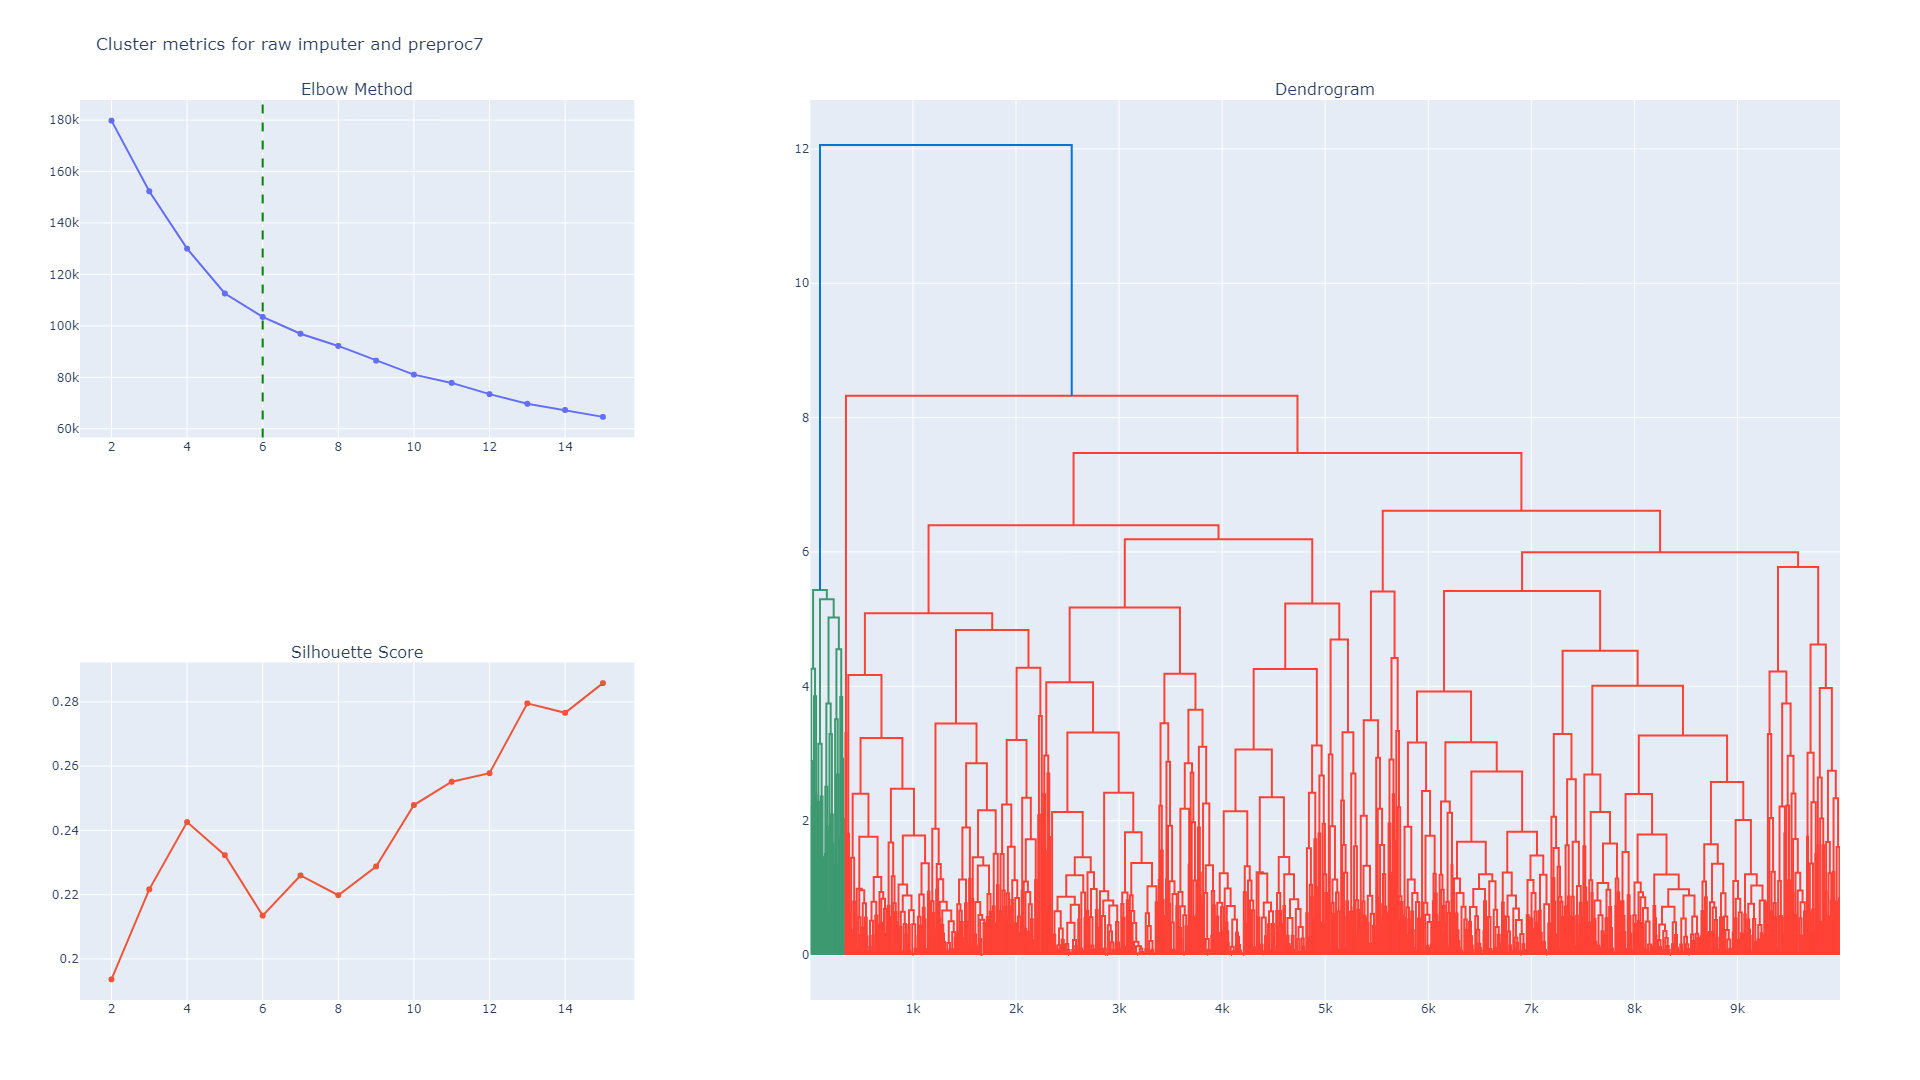 Cluster metrics for raw imputer and preproc7
Elbow Method
180k
160k
140k
120k
100k
80k
60k
2 4 6 8 10 12 14
Silhouette Score
0.28
0.26
0.24
0.22
0.2
2 4 6 8 10 12 14
Dendrogram
12
10
8
6
4
2
0
1k 2k 3k 4k 5k 6k 7k 8k 9k